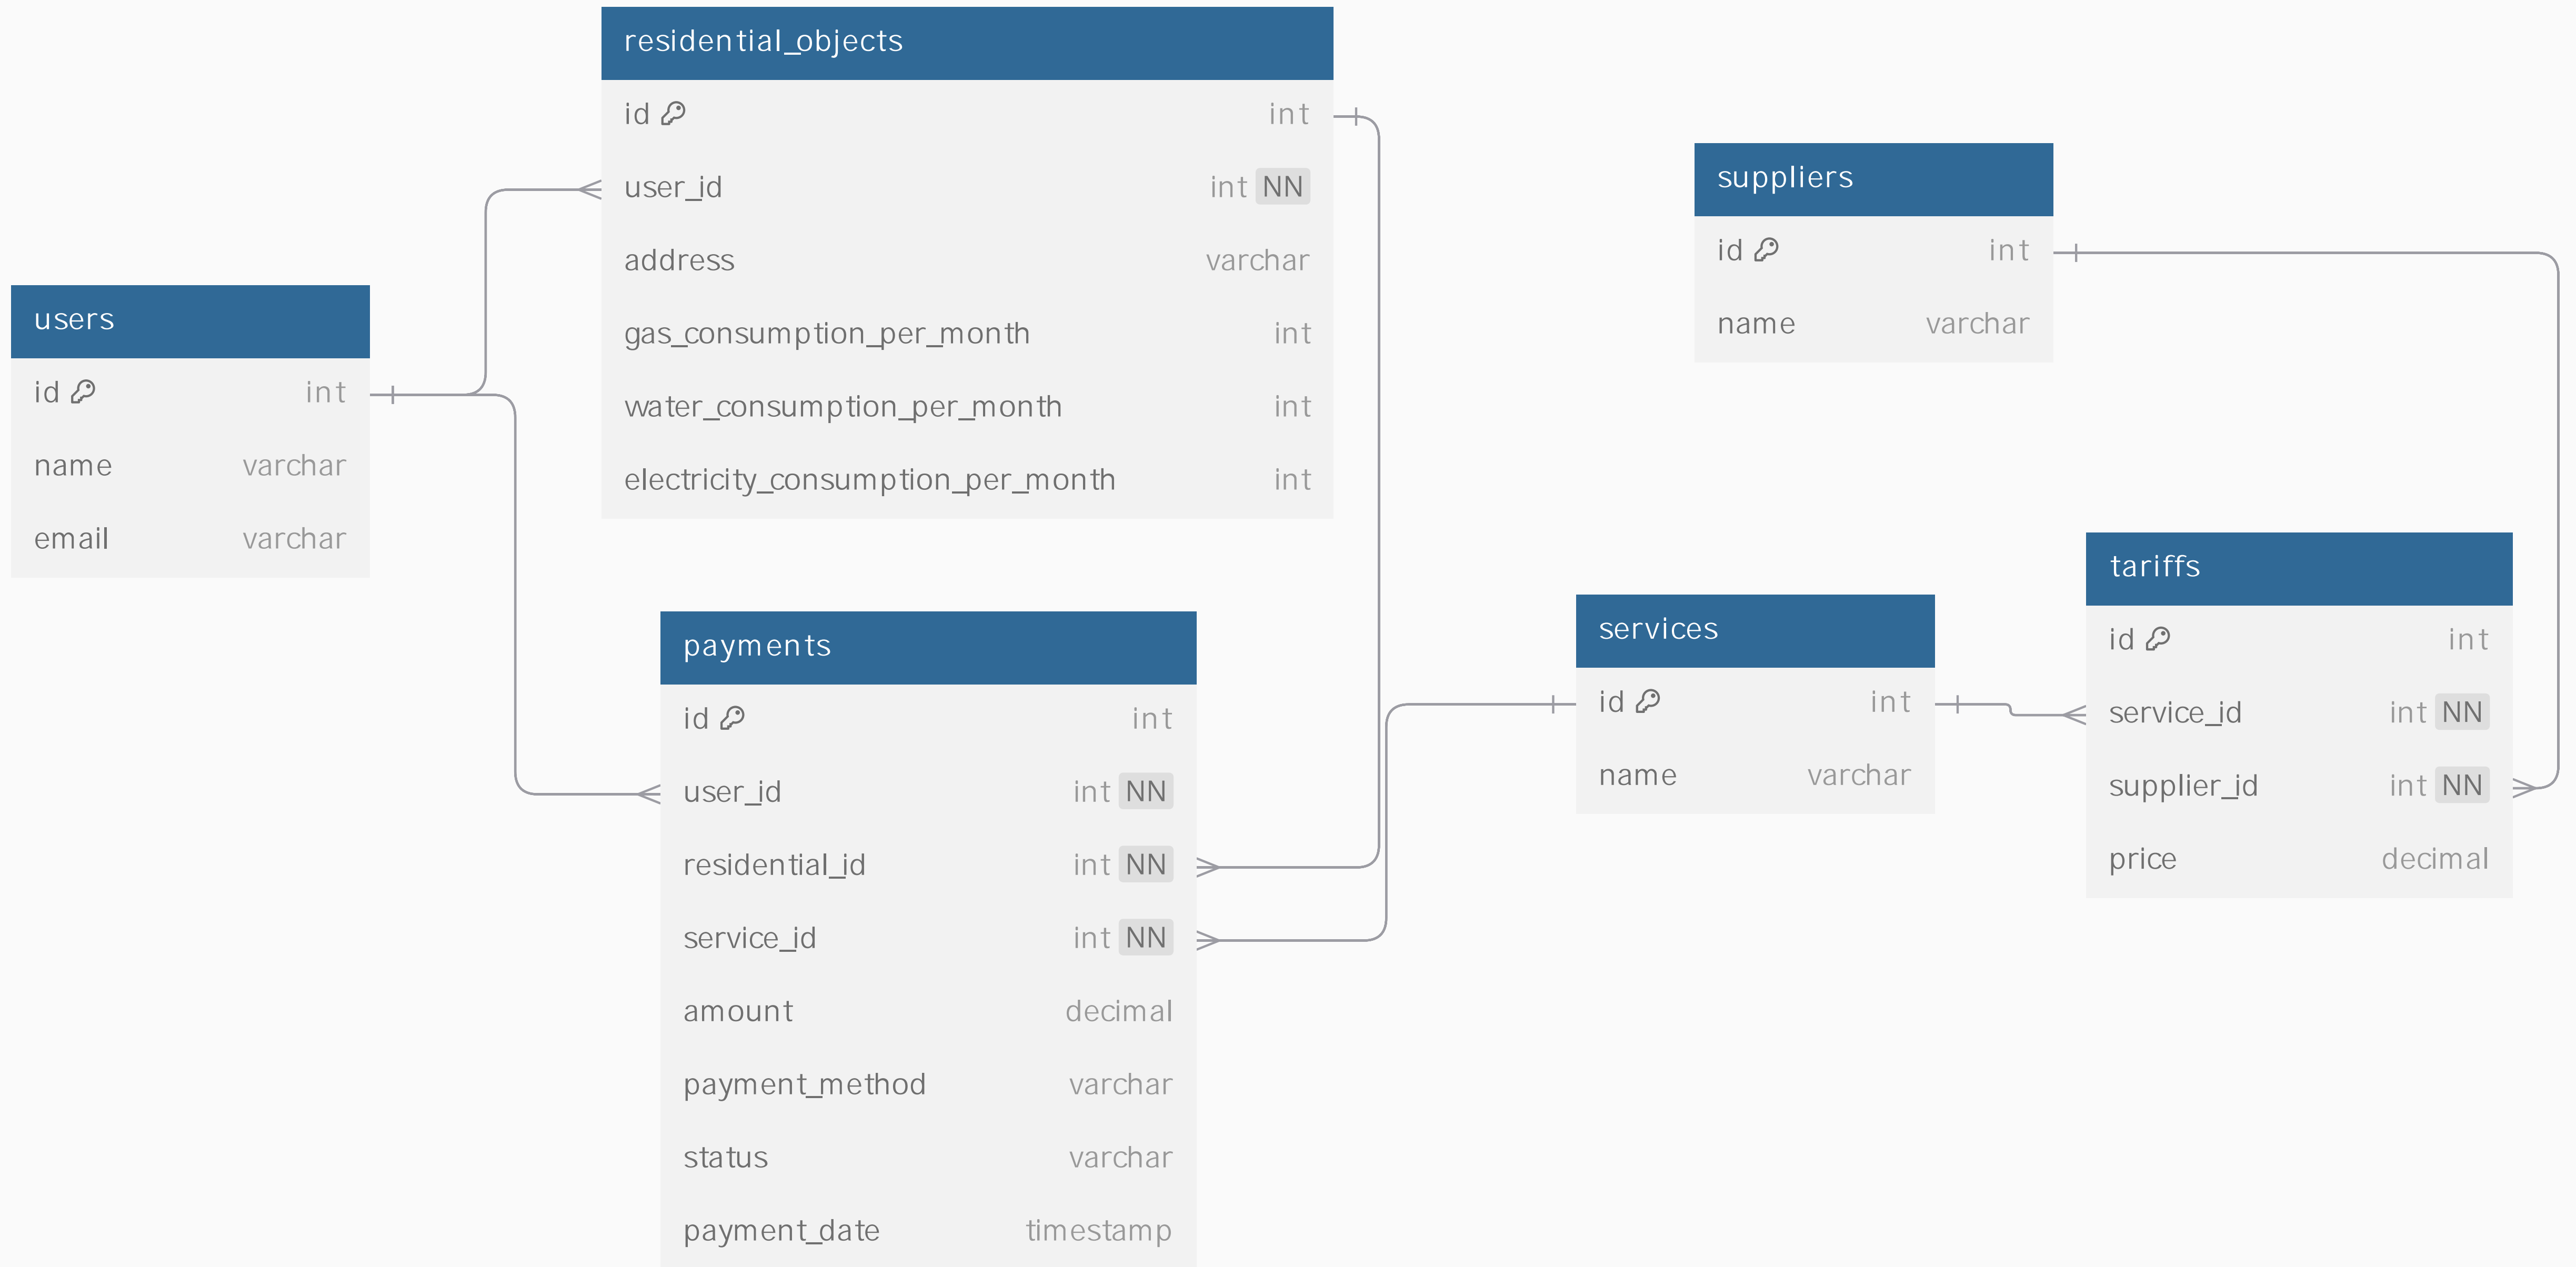 residential_objects
id int
user_id int NN
address varchar
gas_consumption_per_month int
water_consumption_per_month int
electricity_consumption_per_month int
suppliers
id int
name varchar
users
id int
name varchar
email varchar
payments
id int
user_id int NN
residential_id int NN
service_id int NN
amount decimal
payment_method varchar
status varchar
payment_date timestamp
services
id int
name varchar
tariffs
id int
service_id int NN
supplier_id int NN
price decimal